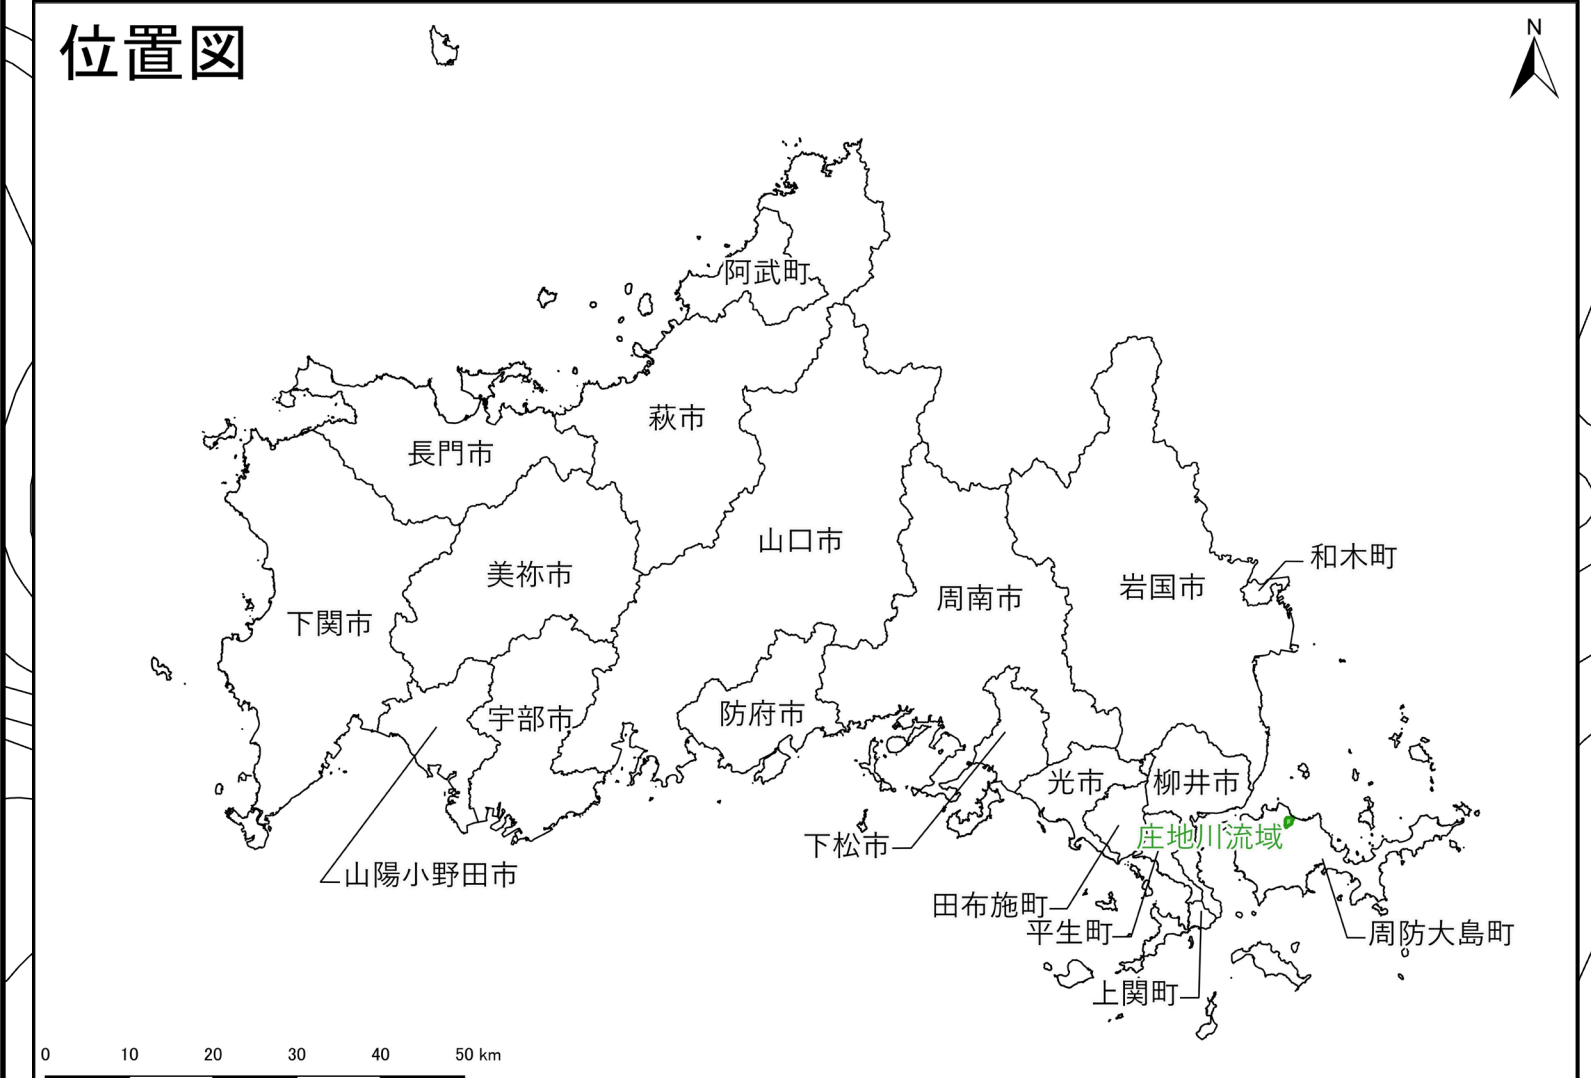 位置図
N
阿武町
萩市
長門市
山口市
和木町
美祢市
岩国市
周南市
下関市
防府市
宇部市
光市
柳井市
庄地川流域
下松市
山陽小野田市
田布施町
平生町
周防大島町
上関町
0 10 20 30 40 50 km